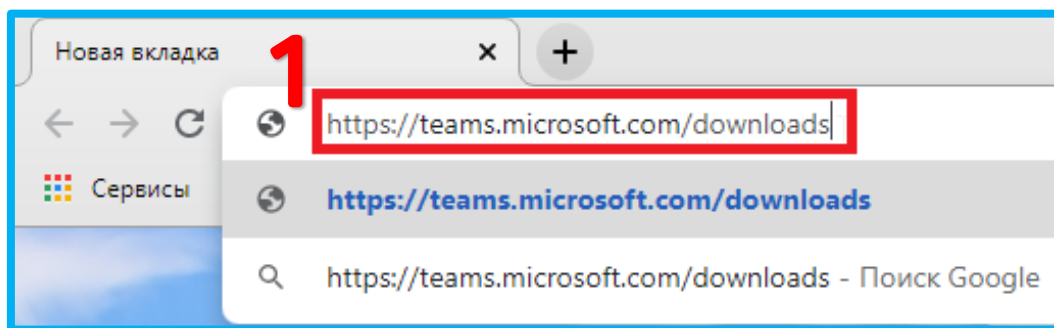 Новая вкладка
1
https://teams.microsoft.com/downloads
Сервисы
https://teams.microsoft.com/downloads
https://teams.microsoft.com/downloads - Поиск Google